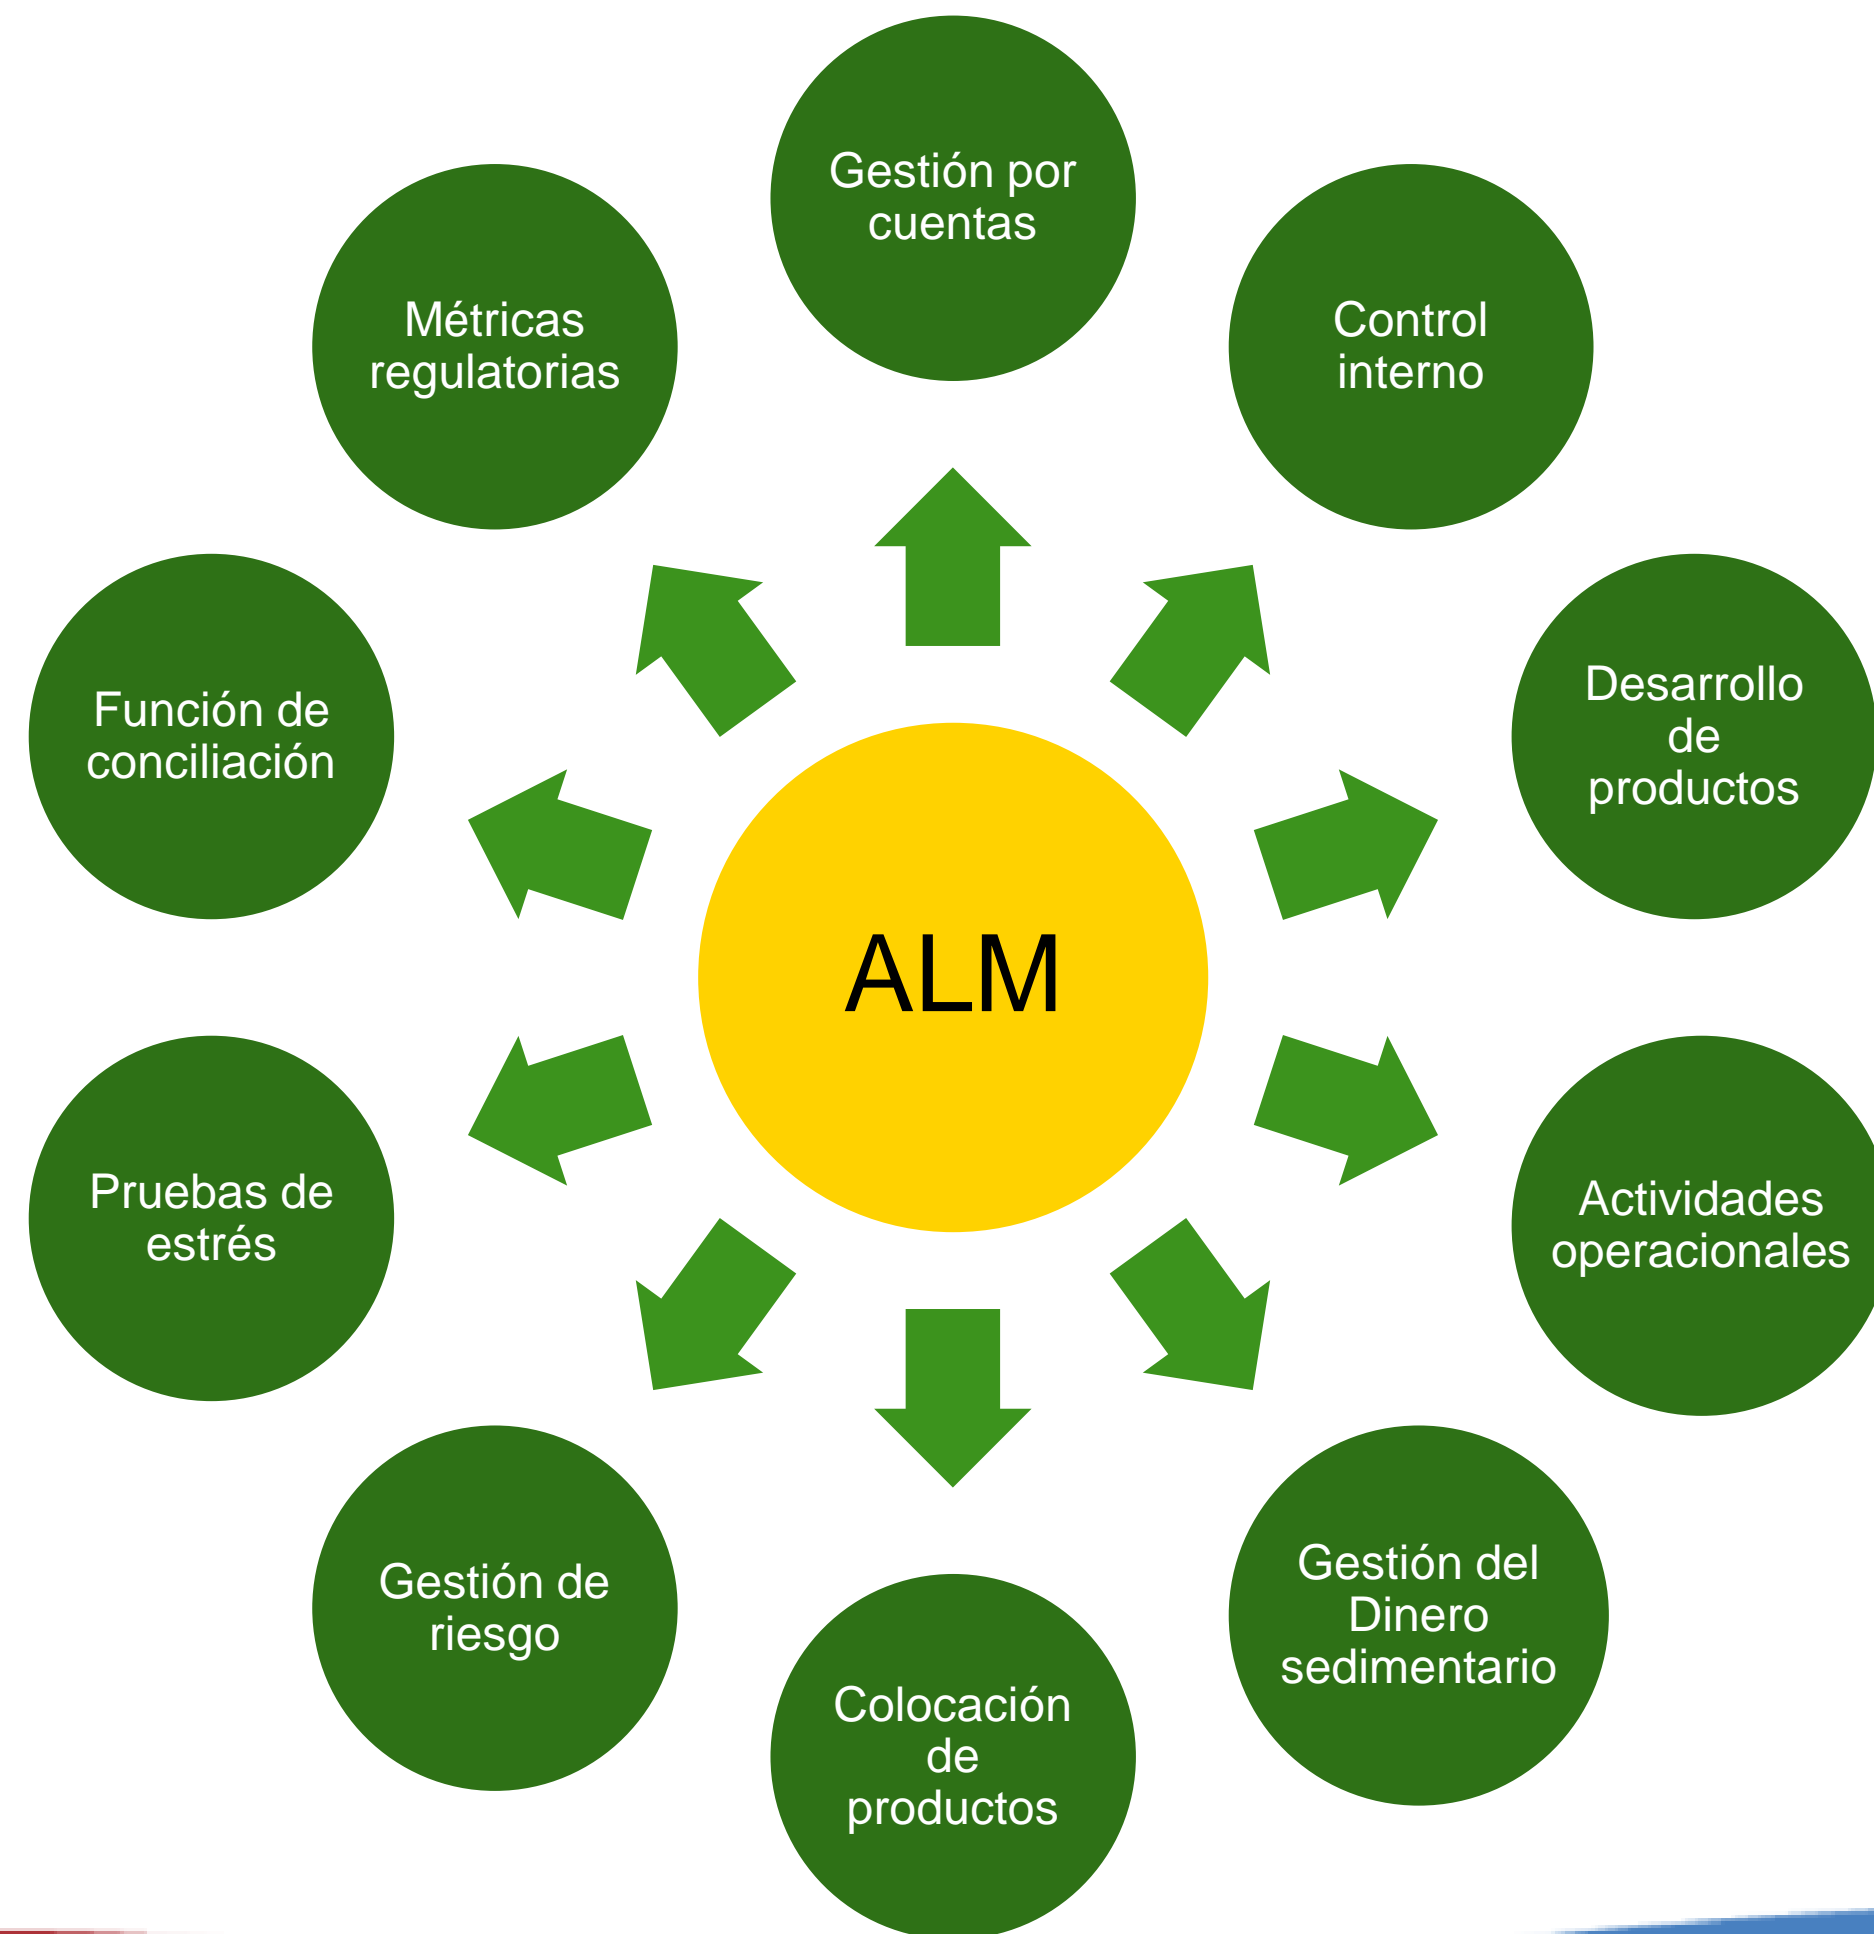 Gestión por
cuentas
Control
interno
Desarrollo
de
productos
Actividades
operacionales
Gestión del
Dinero
sedimentario
Colocación
de
productos
Gestión de
riesgo
Pruebas de
estrés
Función de
conciliación
Métricas
regulatorias
ALM